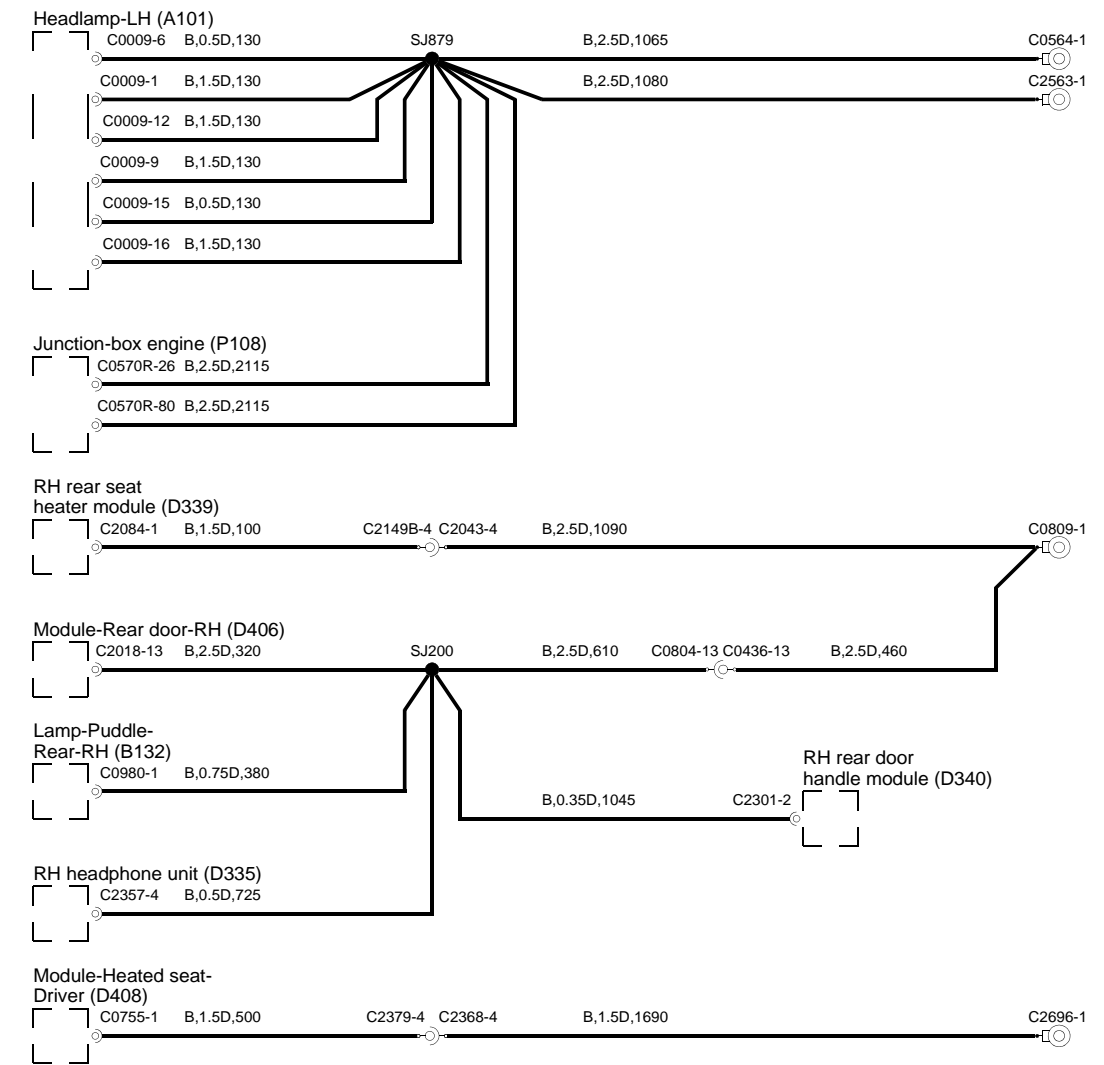 Headlamp-LH (A101)
C0009-6 B,0.5D,130 SJ879 B,2.5D,1065 C0564-1
C0009-1 B,1.5D,130 B,2.5D,1080 C2563-1
C0009-12 B,1.5D,130
C0009-9 B,1.5D,130
C0009-15 B,0.5D,130
C0009-16 B,1.5D,130
Junction-box engine (P108)
C0570R-26 B,2.5D,2115
C0570R-80 B,2.5D,2115
RH rear seat
heater module (D339)
C2084-1 B,1.5D,100 C2149B-4 C2043-4 B,2.5D,1090 C0809-1
Module-Rear door-RH (D406)
C2018-13 B,2.5D,320 SJ200 B,2.5D,610 C0804-13 C0436-13 B,2.5D,460
Lamp-Puddle-
Rear-RH (B132)
C0980-1 B,0.75D,380
RH rear door
handle module (D340)
B,0.35D,1045 C2301-2
RH headphone unit (D335)
C2357-4 B,0.5D,725
Module-Heated seat-
Driver (D408)
C0755-1 B,1.5D,500 C2379-4 C2368-4 B,1.5D,1690 C2696-1